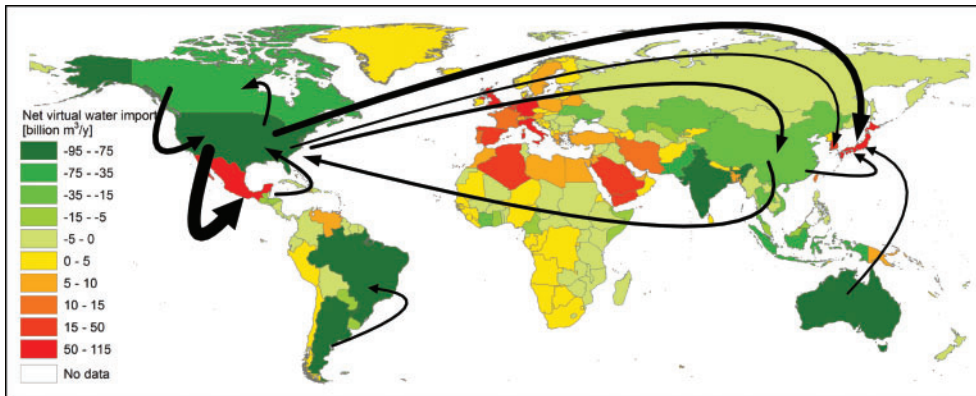 Net virtual water import
[billion m³/y]
-95 - -75
-75 - -35
-35 - -15
-15 - -5
-5 - 0
0 - 5
5 - 10
10 - 15
15 - 50
50 - 115
No data